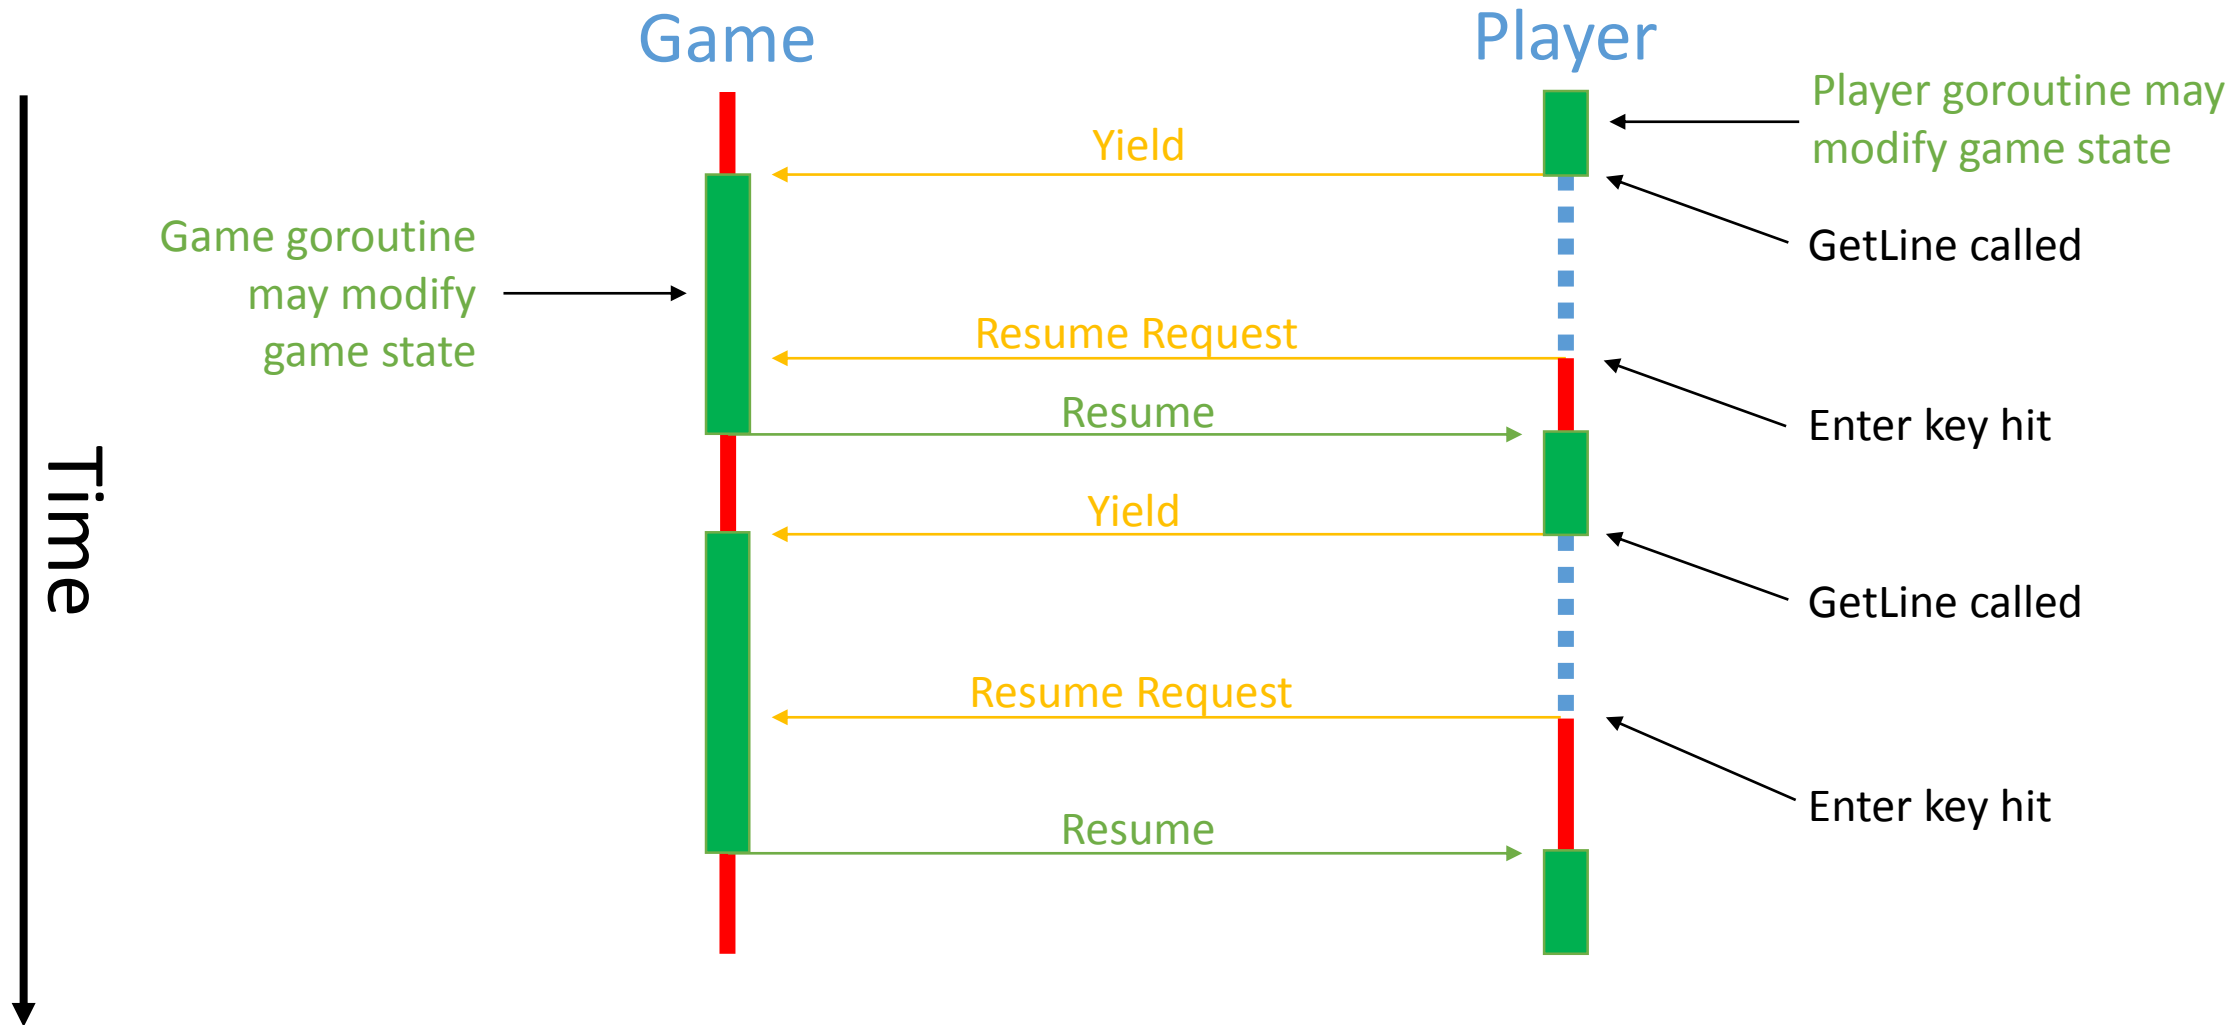 Game
Player
Player goroutine may
modify game state
Yield
GetLine called
Game goroutine
may modify
game state
Resume Request
Resume
Enter key hit
Time
Yield
GetLine called
Resume Request
Enter key hit
Resume